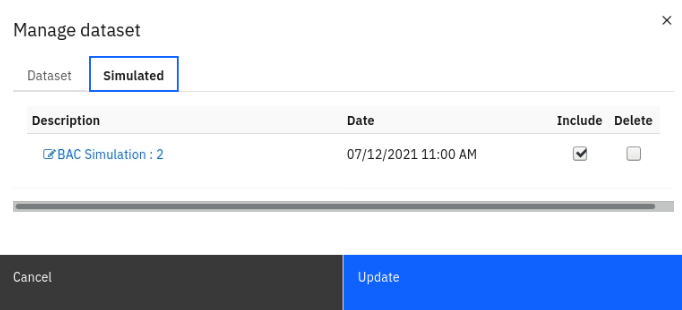 Manage dataset
Dataset Simulated
Description Date Include Delete
BAC Simulation : 2 07/12/2021 11:00 AM
Cancel Update